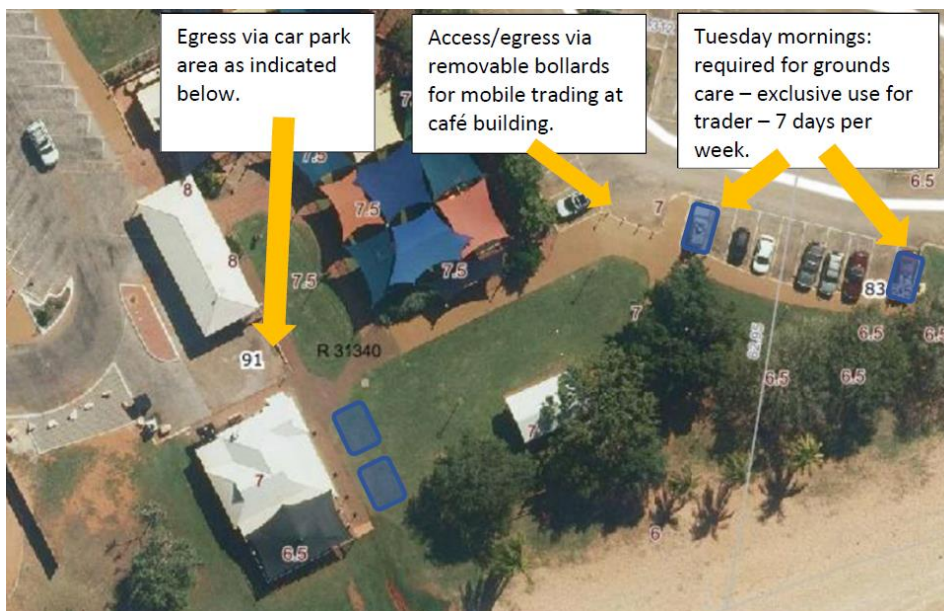 Egress via car park
area as indicated
below.
Access/egress via
removable bollards
for mobile trading at
café building.
Tuesday mornings:
required for grounds
care – exclusive use for
trader – 7 days per
week.
6.5
7.5
8
7.5
7
8
7.5
7.5
83
7
6.5
6.5
91
R 31340
62.95
6.5
6.5
7
7
6
6.5